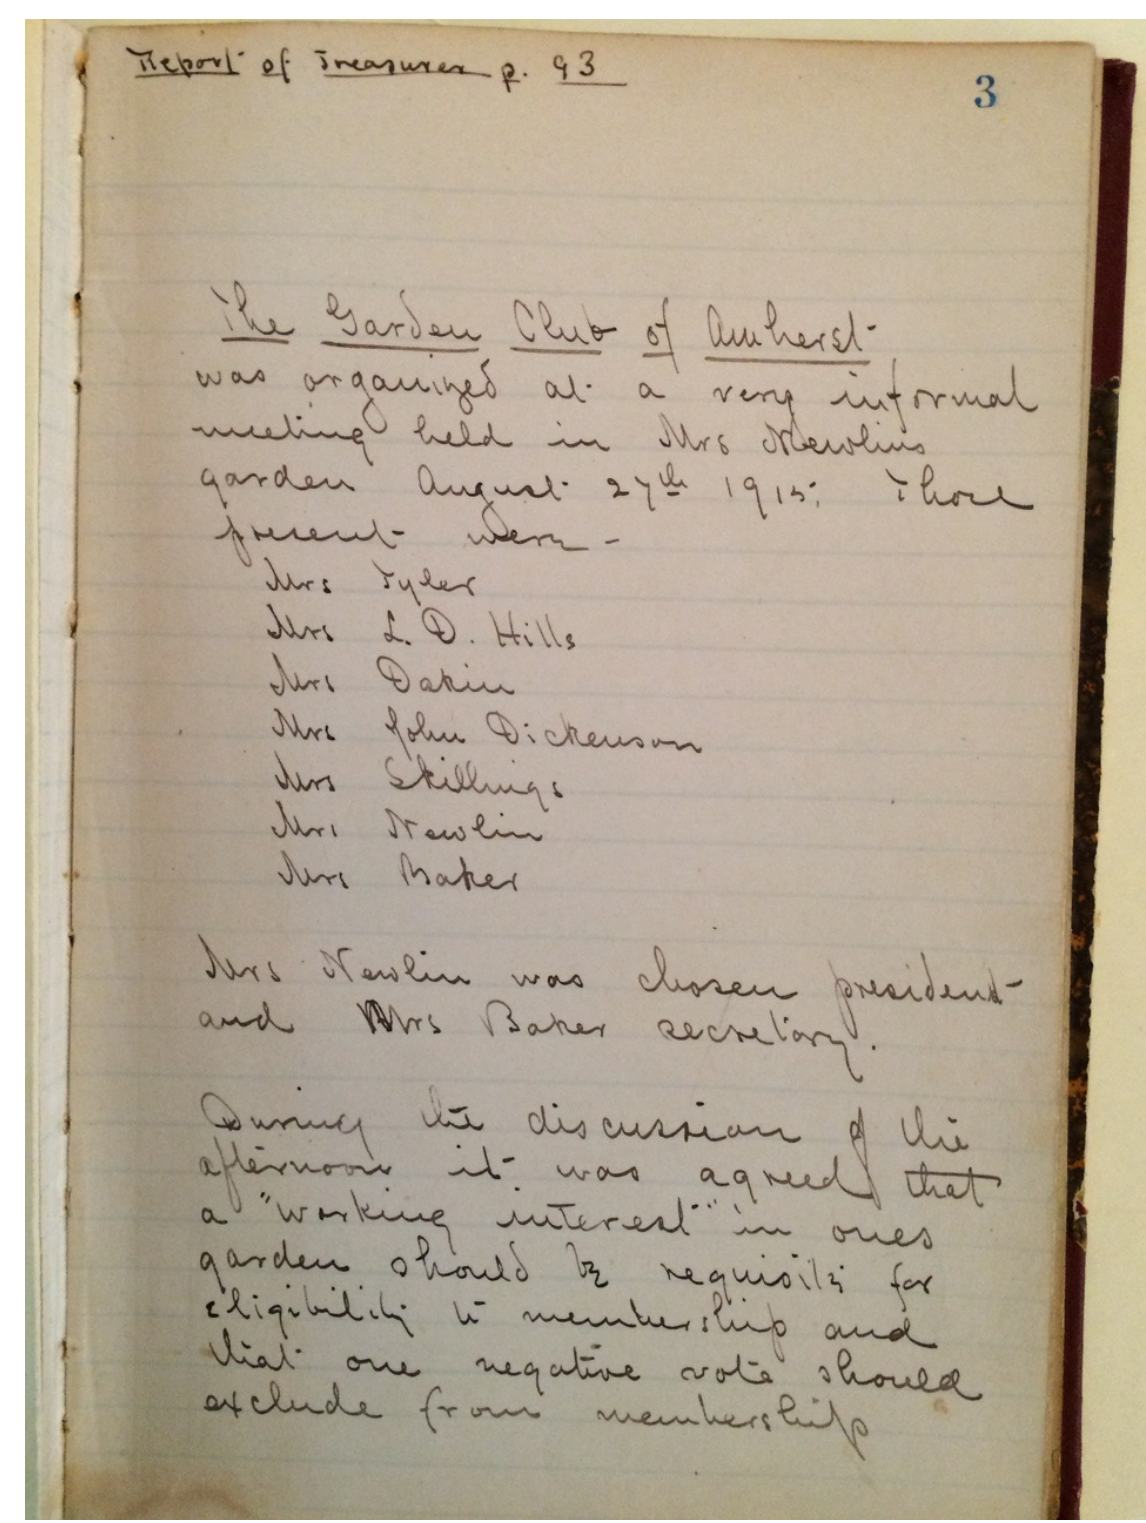 Report of Treasurer p. 93
3
The Garden Club of Amherst
was organized at a very informal
meeting held in Mrs Newlins
garden August 27th 1915. Those
present were -
Mrs Tyler
Mrs L. D. Hills
Mrs Dakin
Mrs John Dickenson
Mrs Skillings
Mrs Newlin
Mrs Baker
Mrs Newlin was chosen president
and Mrs Baker secretary.
During the discussion of the
afternoon it was agreed that
a "working interest" in ones
garden should be requisite for
eligibility to membership and
that one negative vote should
exclude from membership